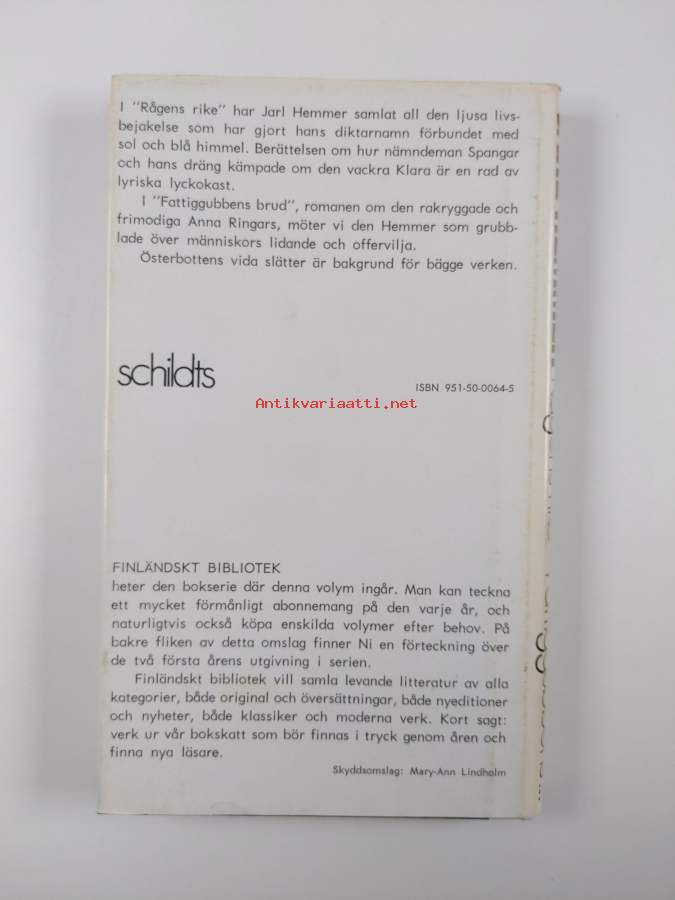 I "Rågens rike" har Jarl Hemmer samlat all den ljusa livs-
bejakelse som har gjort hans diktarnamn förbundet med
sol och blå himmel. Berättelsen om hur nämndeman Spangar
och hans dräng kämpade om den vackra Klara är en rad av
lyriska lyckokast.
I "Fattiggubbens brud", romanen om den rakryggade och
frimodiga Anna Ringars, möter vi den Hemmer som grubb-
lade över människors lidande och offervilja.
Österbottens vida slätter är bakgrund för bägge verken.
schildts
ISBN 951-50-0064-5
Antikvariaatti.net
FINLÄNDSKT BIBLIOTEK
heter den bokserie där denna volym ingår. Man kan teckna
ett mycket förmånligt abonnemang på den varje år, och
naturligtvis också köpa enskilda volymer efter behov. På
bakre fliken av detta omslag finner Ni en förteckning över
de två första årens utgivning i serien.
Finländskt bibliotek vill samla levande litteratur av alla
kategorier, både original och översättningar, både nyeditioner
och nyheter, både klassiker och moderna verk. Kort sagt:
verk ur vår bokskatt som bör finnas i tryck genom åren och
finna nya läsare.
Skyddsomslag: Mary-Ann Lindholm